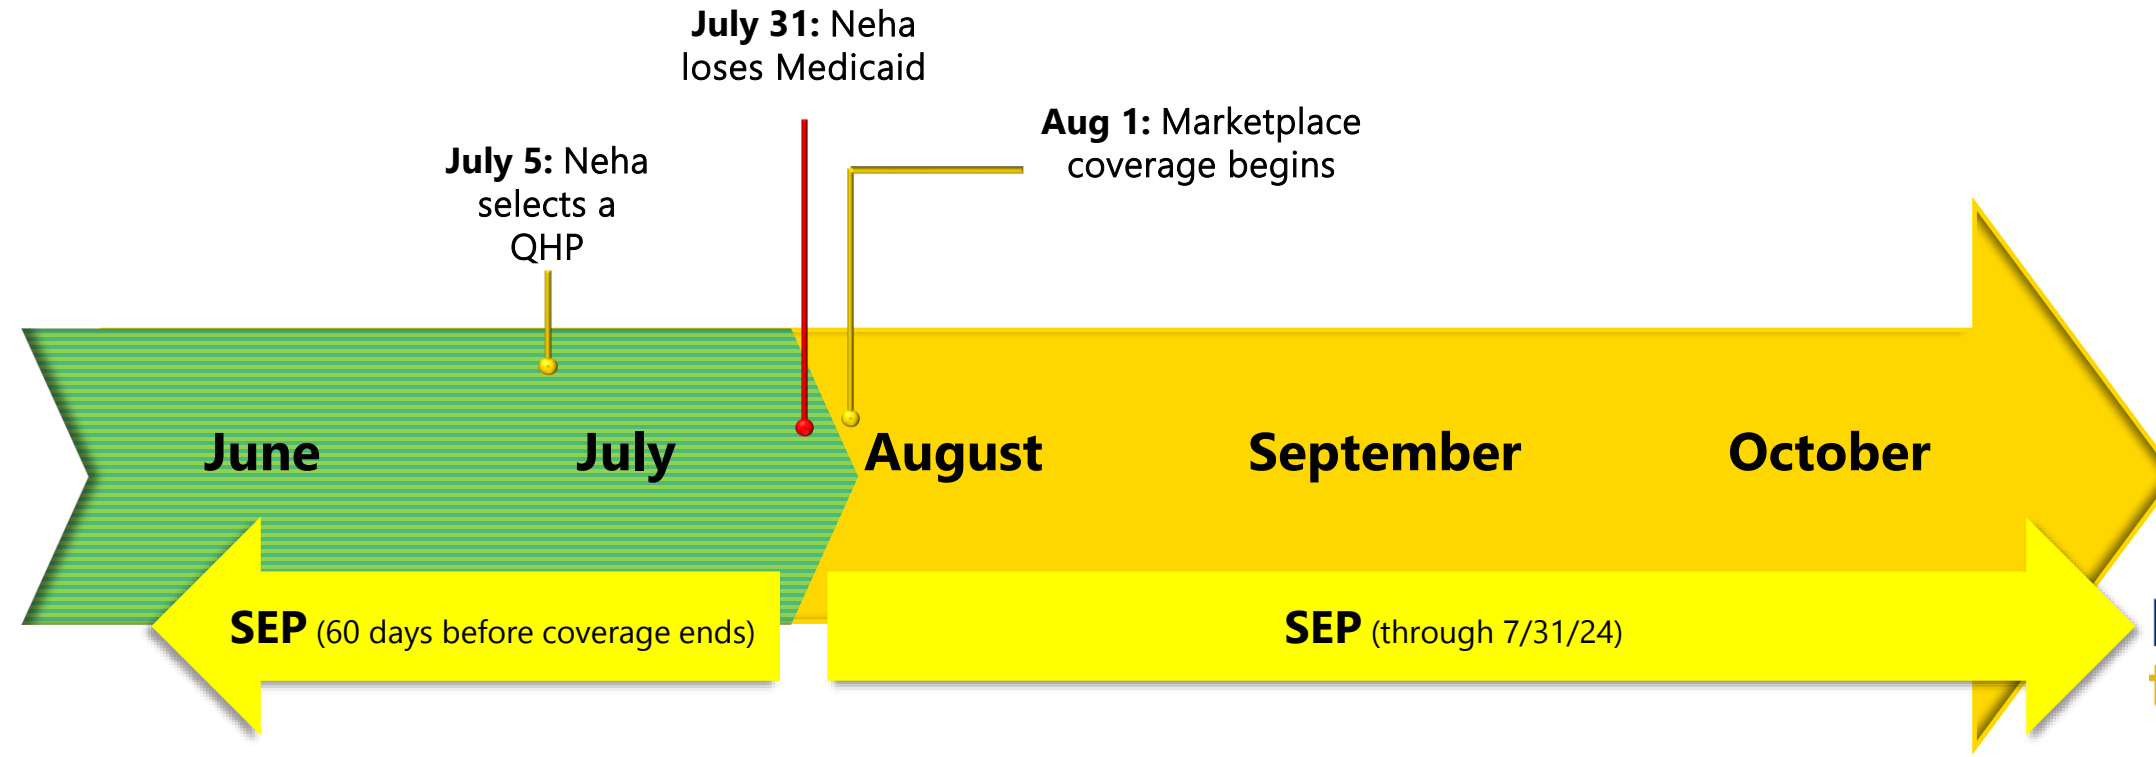 July 31: Neha
loses Medicaid
Aug 1: Marketplace
coverage begins
July 5: Neha
selects a
QHP
June
July
August
September
October
SEP (60 days before coverage ends)
SEP (through 7/31/24)